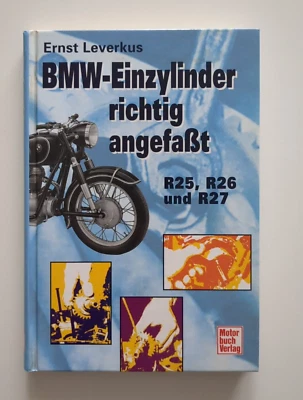 Ernst Leverkus
BMW-Einzylinder
richtig
angefaßt
R25, R26
und R27
Motor
buch
Verlag